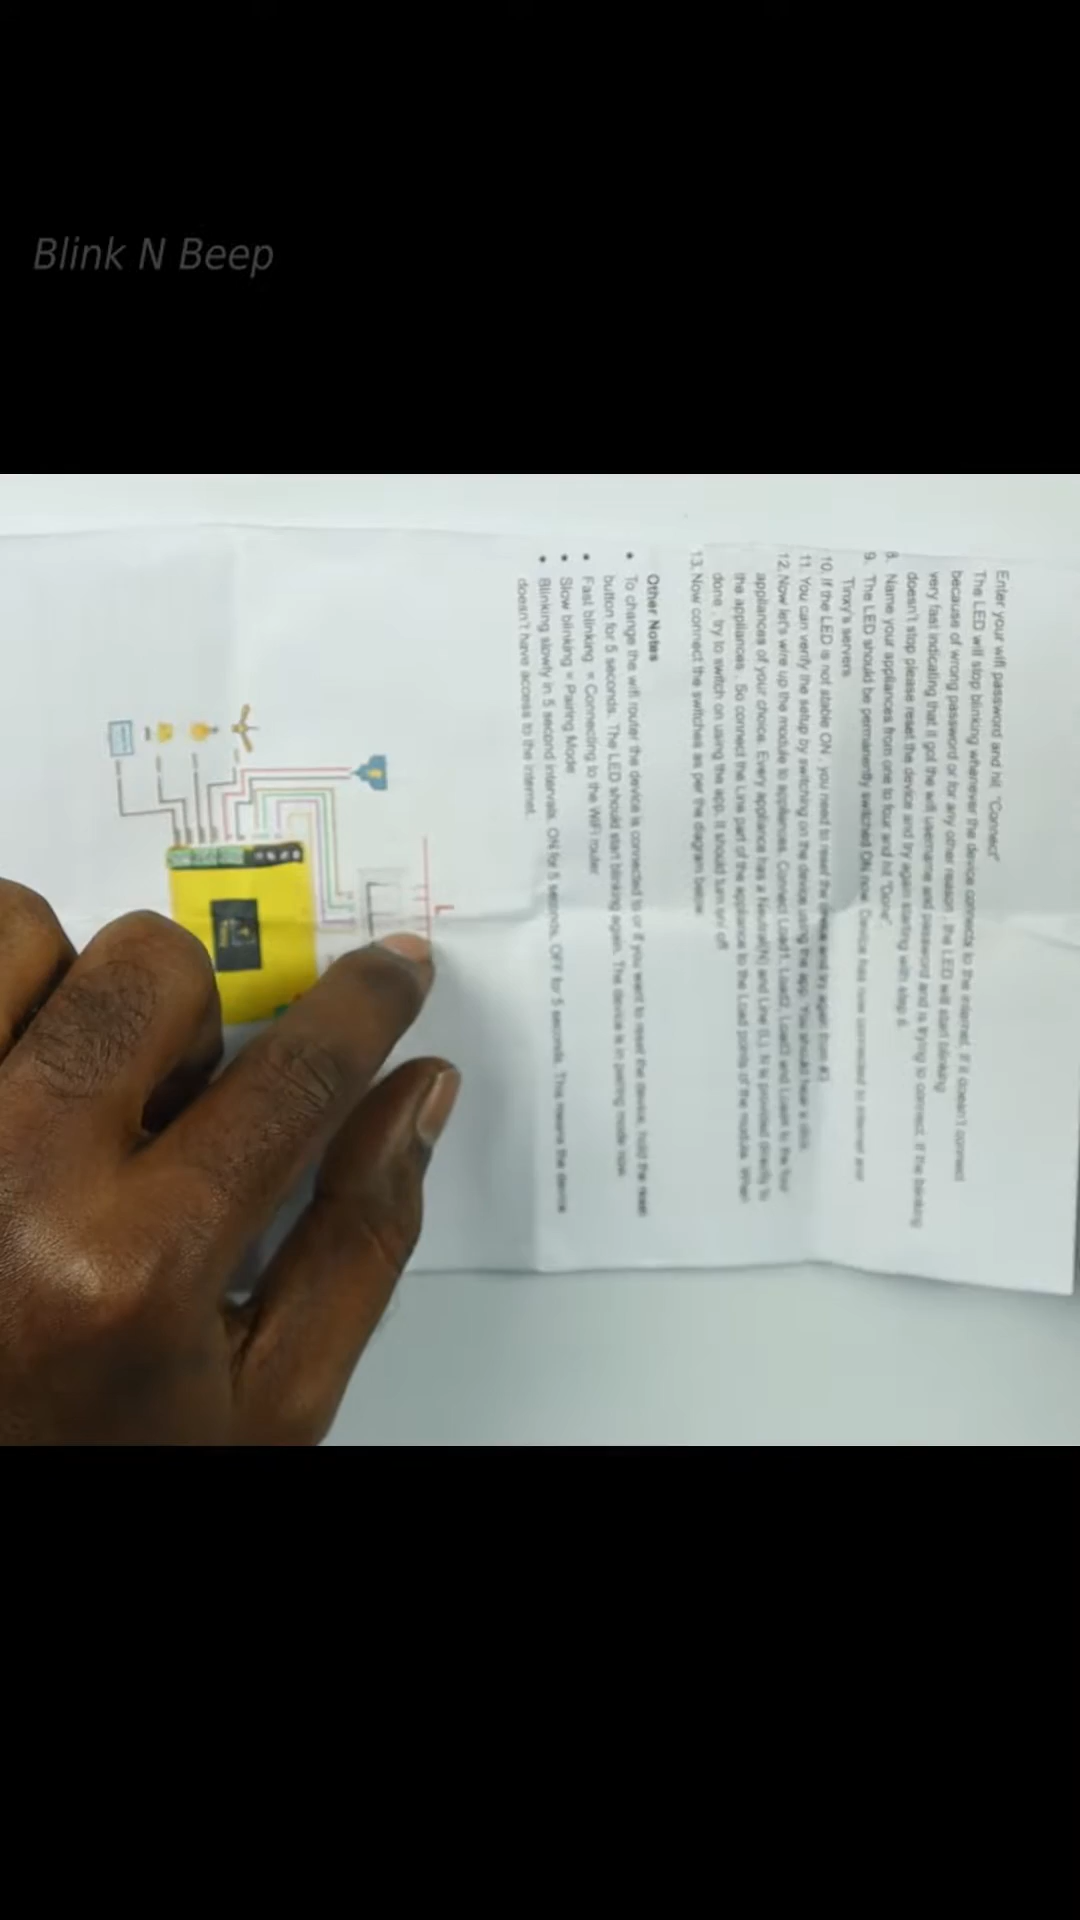 Blink N Beep
Enter your wifi password and hit "Connect"
The LED will stop blinking whenever the device connects to the internet. If it doesn't connect
because of wrong password or for any other reason , the LED will start blinking
very fast indicating that it got the wifi username and password and is trying to connect. If the blinking
doesn't stop please reset the device and try again starting with step
8. Name your appliances from one to four and hit "Done".
9. The LED should be permanently switched ON now. Device has now connected to internet and
Tinxy's servers
10. If the LED is not stable ON , you need to reset the device and try again from
11. You can verify the setup by switching on the device using the app. You should hear a click.
12. Now let's wire up the module to appliances. Connect Load1, Load2, Load3 and Load4 to the four
appliances of your choice. Every appliance has a Neutral(N) and Line (L). N is provided directly to
the appliances . So connect the Line part of the appliance to the Load points of the module. When
done , try to switch on using the app. It should turn on/ off
13. Now connect the switches as per the diagram below
Other Notes
• To change the wifi router the device is connected to or if you want to reset the device, hold the reset
button for 5 seconds. The LED should start blinking again. The device is in pairing mode now.
• Fast blinking = Connecting to the WiFi router
• Slow blinking = Pairing Mode
• Blinking slowly in 5 second intervals. ON for 5 seconds, OFF for 5 seconds. This means the device
doesn't have access to the internet.
L